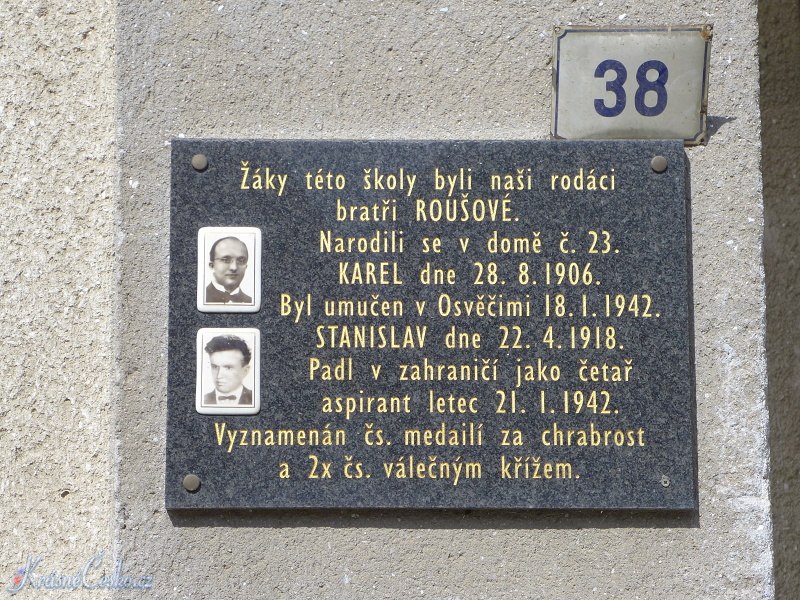 38
Žáky této školy byli naši rodáci
bratři ROUŠOVÉ.
Narodili se v domě č. 23.
KAREL dne 28. 8. 1906.
Byl umučen v Osvěčimi 18. 1. 1942.
STANISLAV dne 22. 4. 1918.
Padl v zahraničí jako četař
aspirant letec 21. 1. 1942.
Vyznamenán čs. medailí za chrabrost
a 2x čs. válečným křížem.
KrásnéČesko.cz